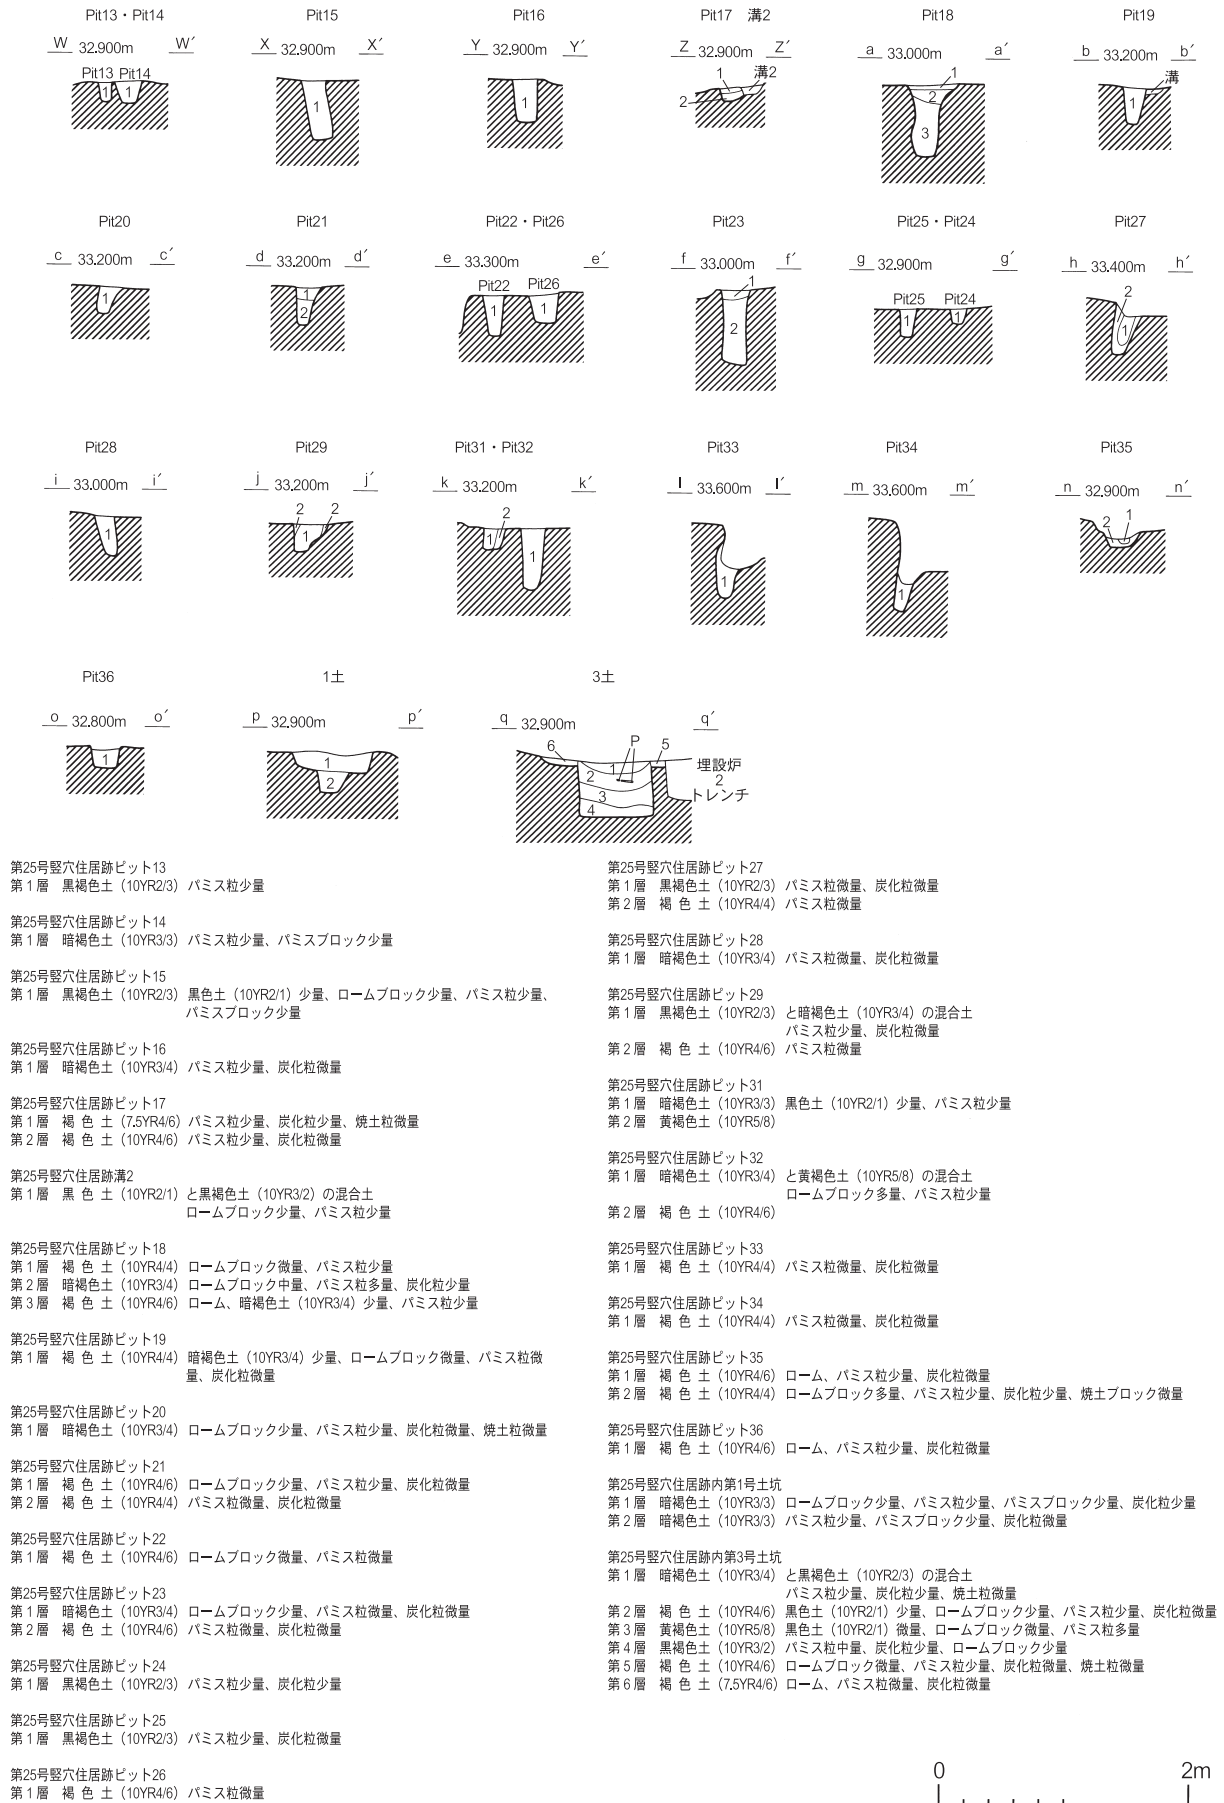 Pit13・Pit14 Pit15 Pit16 Pit17 溝2 Pit18 Pit19
W 32.900m W′ X 32.900m X′ Y 32.900m Y′ Z 32.900m Z′ a 33.000m a′ b 33.200m b′
Pit13 Pit14 1 溝2 1 溝
1 1 1 1 2 2 3 1
Pit20 Pit21 Pit22・Pit26 Pit23 Pit25・Pit24 Pit27
c 33.200m c′ d 33.200m d′ e 33.300m e′ f 33.000m f′ g 32.900m g′ h 33.400m h′
Pit22 Pit26 1 Pit25 Pit24 2
1 1 2 1 1 2 1 1 1
Pit28 Pit29 Pit31・Pit32 Pit33 Pit34 Pit35
i 33.000m i′ j 33.200m j′ k 33.200m k′ l 33.600m l′ m 33.600m m′ n 32.900m n′
2 2 2 2 1
1 1 1 1 1 1
Pit36 1土 3土
o 32.800m o′ p 32.900m p′ q 32.900m q′
6 P 5
1 1 2 1 2 3 4
埋設炉
2
トレンチ
第25号竪穴住居跡ピット13
第1層 黒褐色土（10YR2/3）パミス粒少量
第25号竪穴住居跡ピット14
第1層 暗褐色土（10YR3/3）パミス粒少量、パミスブロック少量
第25号竪穴住居跡ピット15
第1層 黒褐色土（10YR2/3）黒色土（10YR2/1）少量、ロームブロック少量、パミス粒少量、
パミスブロック少量
第25号竪穴住居跡ピット16
第1層 暗褐色土（10YR3/4）パミス粒少量、炭化粒微量
第25号竪穴住居跡ピット17
第1層 褐色土（7.5YR4/6）パミス粒少量、炭化粒少量、焼土粒微量
第2層 褐色土（10YR4/6）パミス粒少量、炭化粒微量
第25号竪穴住居跡溝2
第1層 黒色土（10YR2/1）と黒褐色土（10YR3/2）の混合土
ロームブロック少量、パミス粒少量
第25号竪穴住居跡ピット18
第1層 褐色土（10YR4/4）ロームブロック微量、パミス粒少量
第2層 暗褐色土（10YR3/4）ロームブロック中量、パミス粒多量、炭化粒少量
第3層 褐色土（10YR4/6）ローム、暗褐色土（10YR3/4）少量、パミス粒少量
第25号竪穴住居跡ピット19
第1層 褐色土（10YR4/4）暗褐色土（10YR3/4）少量、ロームブロック微量、パミス粒微
量、炭化粒微量
第25号竪穴住居跡ピット20
第1層 暗褐色土（10YR3/4）ロームブロック少量、パミス粒少量、炭化粒微量、焼土粒微量
第25号竪穴住居跡ピット21
第1層 褐色土（10YR4/6）ロームブロック少量、パミス粒少量、炭化粒微量
第2層 褐色土（10YR4/4）パミス粒微量、炭化粒微量
第25号竪穴住居跡ピット22
第1層 褐色土（10YR4/6）ロームブロック微量、パミス粒微量
第25号竪穴住居跡ピット23
第1層 暗褐色土（10YR3/4）ロームブロック少量、パミス粒微量、炭化粒微量
第2層 褐色土（10YR4/6）パミス粒微量、炭化粒微量
第25号竪穴住居跡ピット24
第1層 黒褐色土（10YR2/3）パミス粒少量、炭化粒少量
第25号竪穴住居跡ピット25
第1層 黒褐色土（10YR2/3）パミス粒少量、炭化粒微量
第25号竪穴住居跡ピット26
第1層 褐色土（10YR4/6）パミス粒微量
第25号竪穴住居跡ピット27
第1層 黒褐色土（10YR2/3）パミス粒微量、炭化粒微量
第2層 褐色土（10YR4/4）パミス粒微量
第25号竪穴住居跡ピット28
第1層 暗褐色土（10YR3/4）パミス粒微量、炭化粒微量
第25号竪穴住居跡ピット29
第1層 黒褐色土（10YR2/3）と暗褐色土（10YR3/4）の混合土
パミス粒少量、炭化粒微量
第2層 褐色土（10YR4/6）パミス粒微量
第25号竪穴住居跡ピット31
第1層 暗褐色土（10YR3/3）黒色土（10YR2/1）少量、パミス粒少量
第2層 黄褐色土（10YR5/8）
第25号竪穴住居跡ピット32
第1層 暗褐色土（10YR3/4）と黄褐色土（10YR5/8）の混合土
ロームブロック多量、パミス粒少量
第2層 褐色土（10YR4/6）
第25号竪穴住居跡ピット33
第1層 褐色土（10YR4/4）パミス粒微量、炭化粒微量
第25号竪穴住居跡ピット34
第1層 褐色土（10YR4/4）パミス粒微量、炭化粒微量
第25号竪穴住居跡ピット35
第1層 褐色土（10YR4/6）ローム、パミス粒少量、炭化粒微量
第2層 褐色土（10YR4/4）ロームブロック多量、パミス粒少量、炭化粒少量、焼土ブロック微量
第25号竪穴住居跡ピット36
第1層 褐色土（10YR4/6）ローム、パミス粒少量、炭化粒微量
第25号竪穴住居跡内第1号土坑
第1層 暗褐色土（10YR3/3）ロームブロック少量、パミス粒少量、パミスブロック少量、炭化粒少量
第2層 暗褐色土（10YR3/3）パミス粒少量、パミスブロック少量、炭化粒微量
第25号竪穴住居跡内第3号土坑
第1層 暗褐色土（10YR3/4）と黒褐色土（10YR2/3）の混合土
パミス粒少量、炭化粒少量、焼土粒微量
第2層 褐色土（10YR4/6）黒色土（10YR2/1）少量、ロームブロック少量、パミス粒少量、炭化粒微量
第3層 黄褐色土（10YR5/8）黒色土（10YR2/1）微量、ロームブロック微量、パミス粒多量
第4層 黒褐色土（10YR3/2）パミス粒中量、炭化粒少量、ロームブロック少量
第5層 褐色土（10YR4/6）ロームブロック微量、パミス粒少量、炭化粒微量、焼土粒微量
第6層 褐色土（7.5YR4/6）ローム、パミス粒微量、炭化粒微量
0 2m